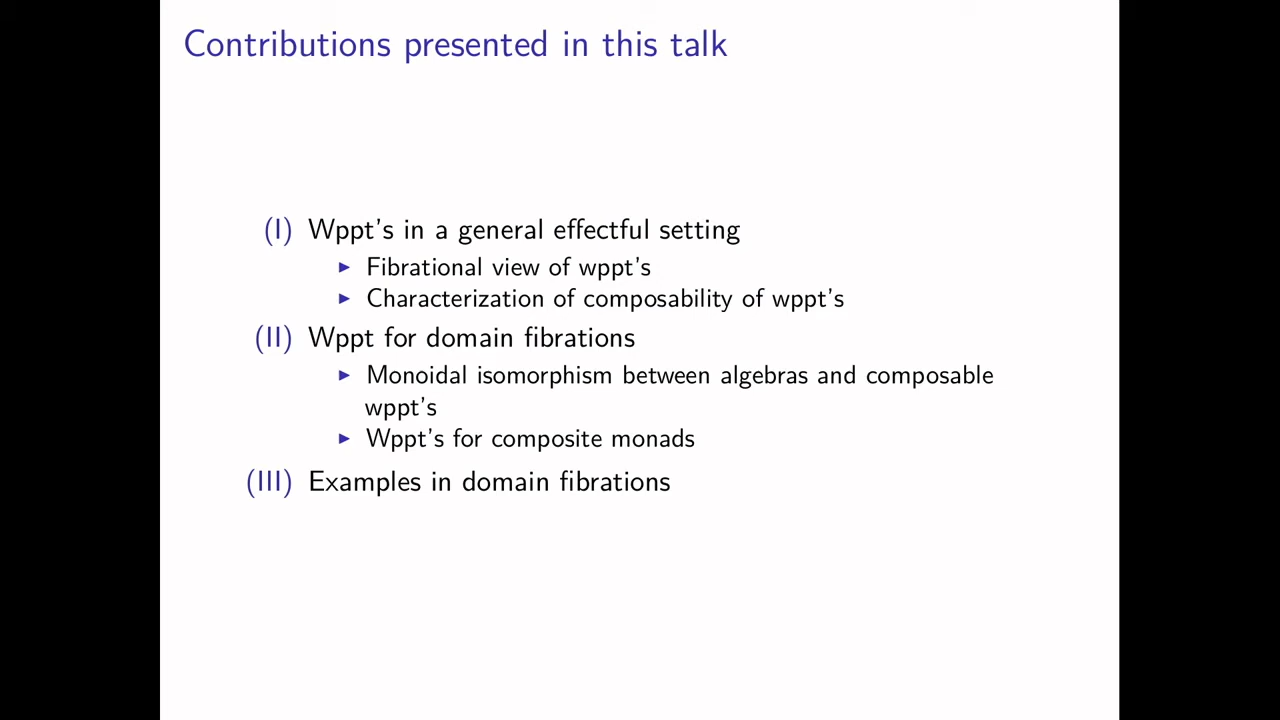 Contributions presented in this talk
(I) Wppt's in a general effectful setting
▶ Fibrational view of wppt's
▶ Characterization of composability of wppt's
(II) Wppt for domain fibrations
▶ Monoidal isomorphism between algebras and composable
wppt's
▶ Wppt's for composite monads
(III) Examples in domain fibrations